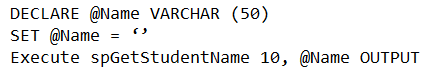 DECLARE @Name VARCHAR (50)
SET @Name = ‘’
Execute spGetStudentName 10, @Name OUTPUT